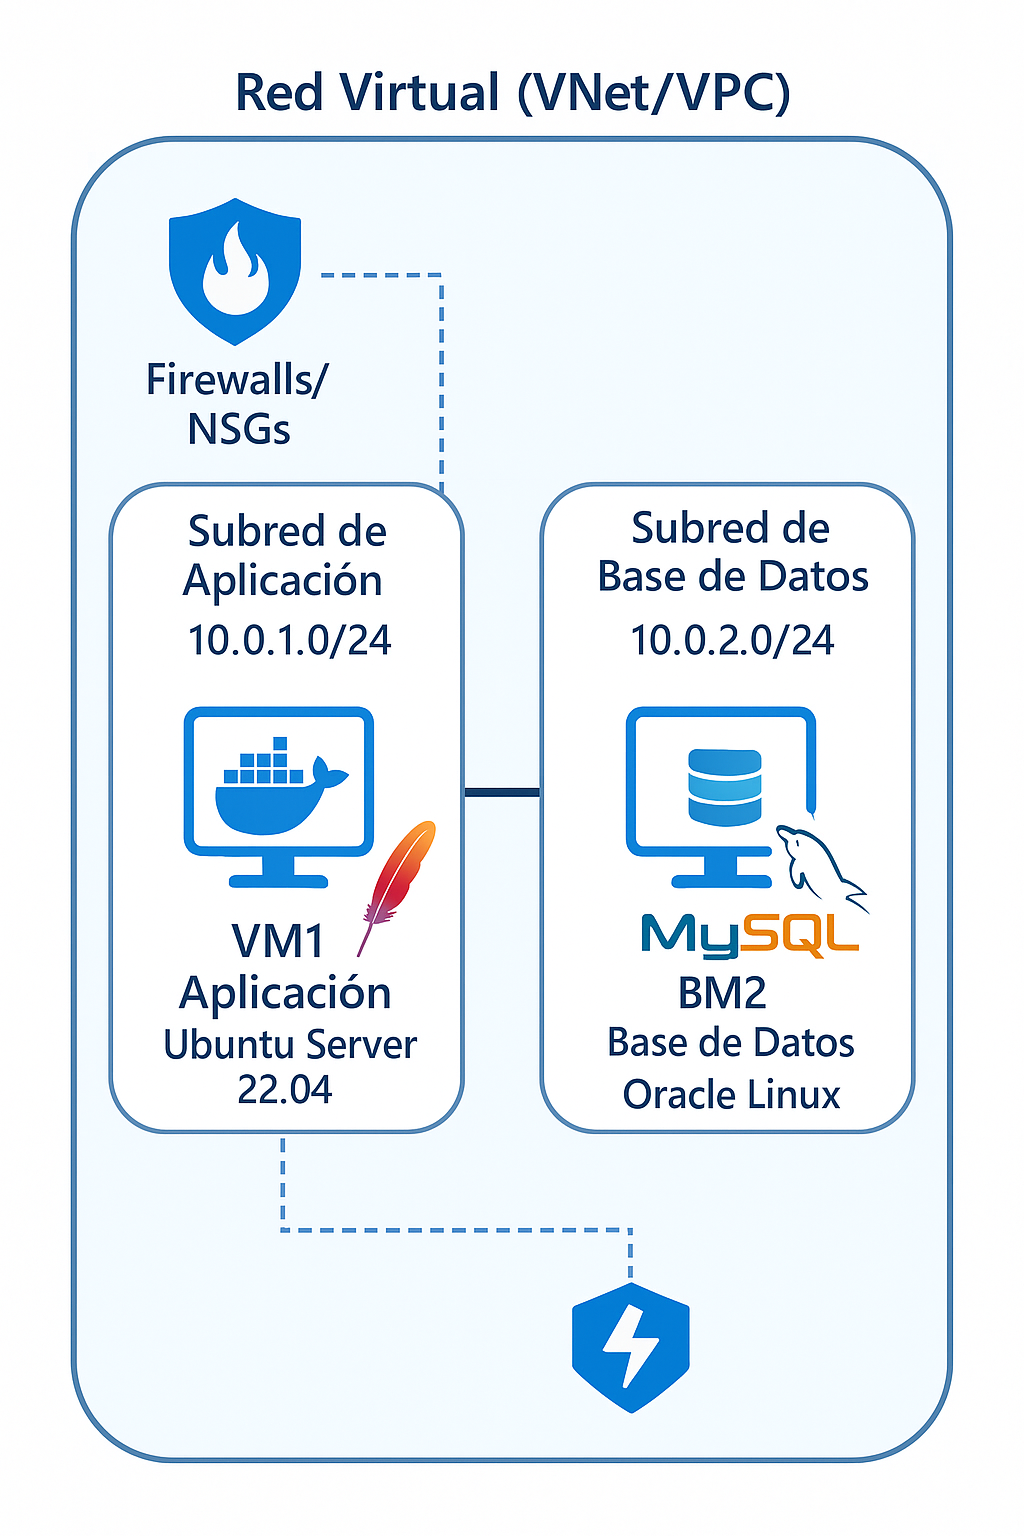 Red Virtual (VNet/VPC)
Firewalls/
NSGs
Subred de
Aplicación
10.0.1.0/24
VM1
Aplicación
Ubuntu Server
22.04
Subred de
Base de Datos
10.0.2.0/24
MySQL
BM2
Base de Datos
Oracle Linux